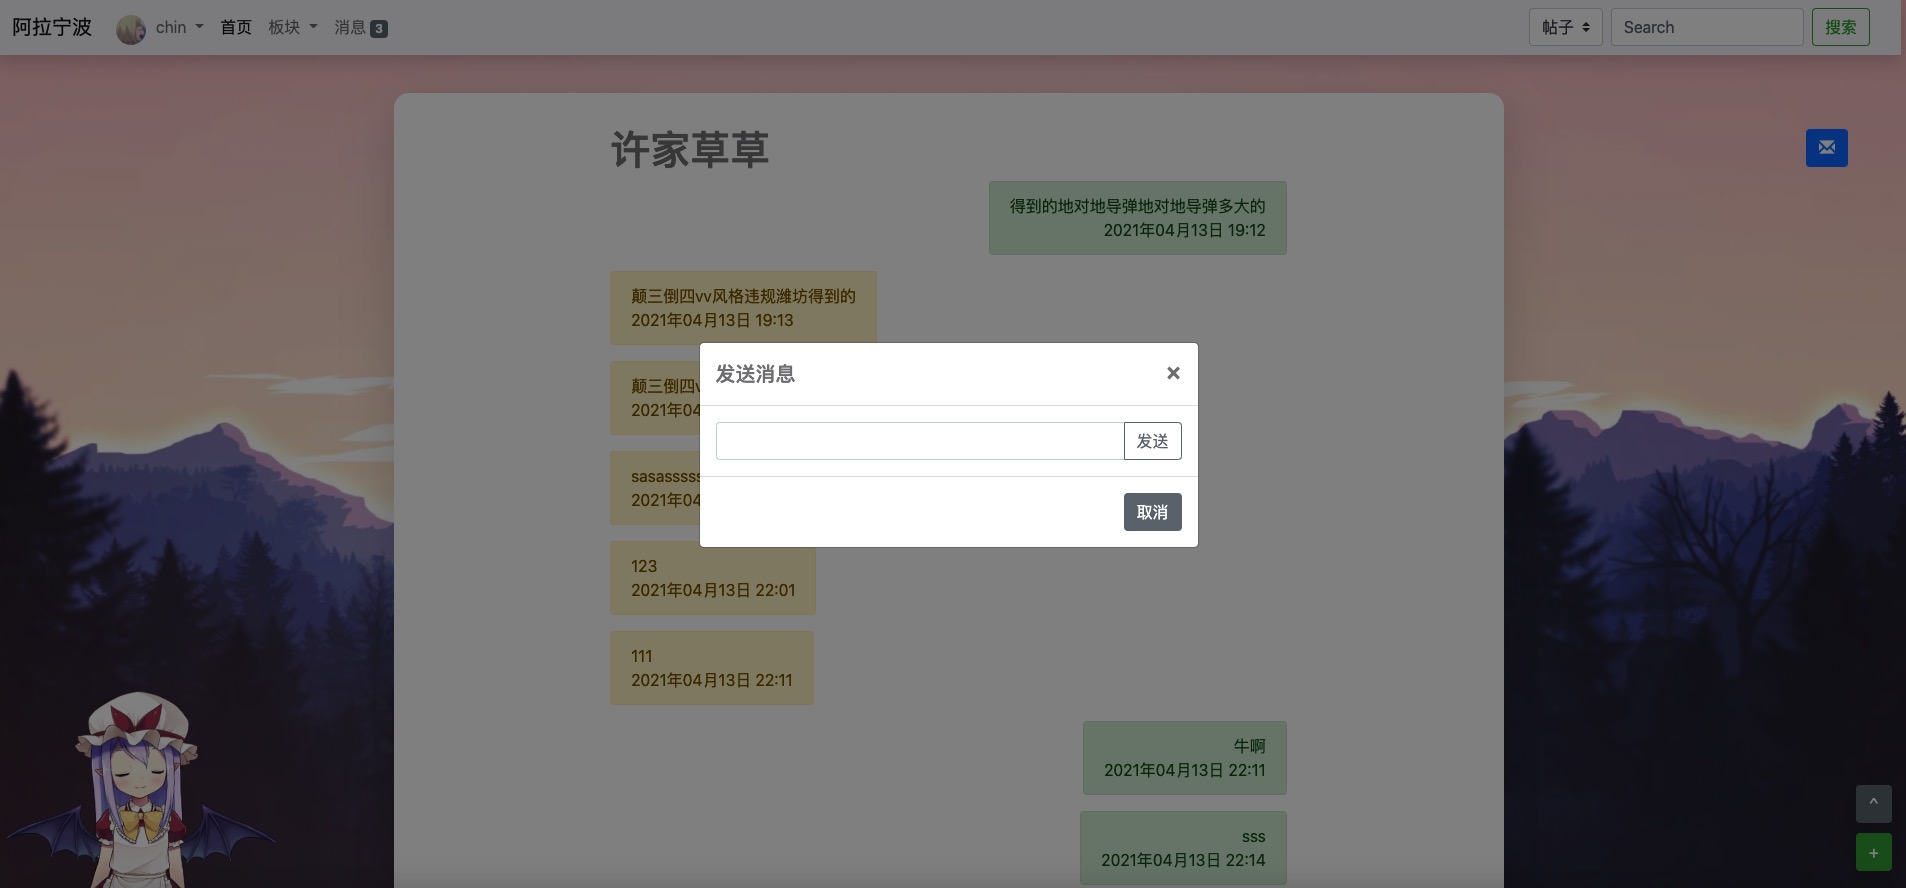 阿拉宁波 chin 首页 板块 消息 3 帖子 Search 搜索
许家草草
得到的地对地导弹地对地导弹多大的
2021年04月13日 19:12
颠三倒四vv风格违规潍坊得到的
2021年04月13日 19:13
颠三倒四
2021年04
sasasssss
2021年04
发送消息 ×
发送
取消
123
2021年04月13日 22:01
111
2021年04月13日 22:11
牛啊
2021年04月13日 22:11
sss
2021年04月13日 22:14
^
+